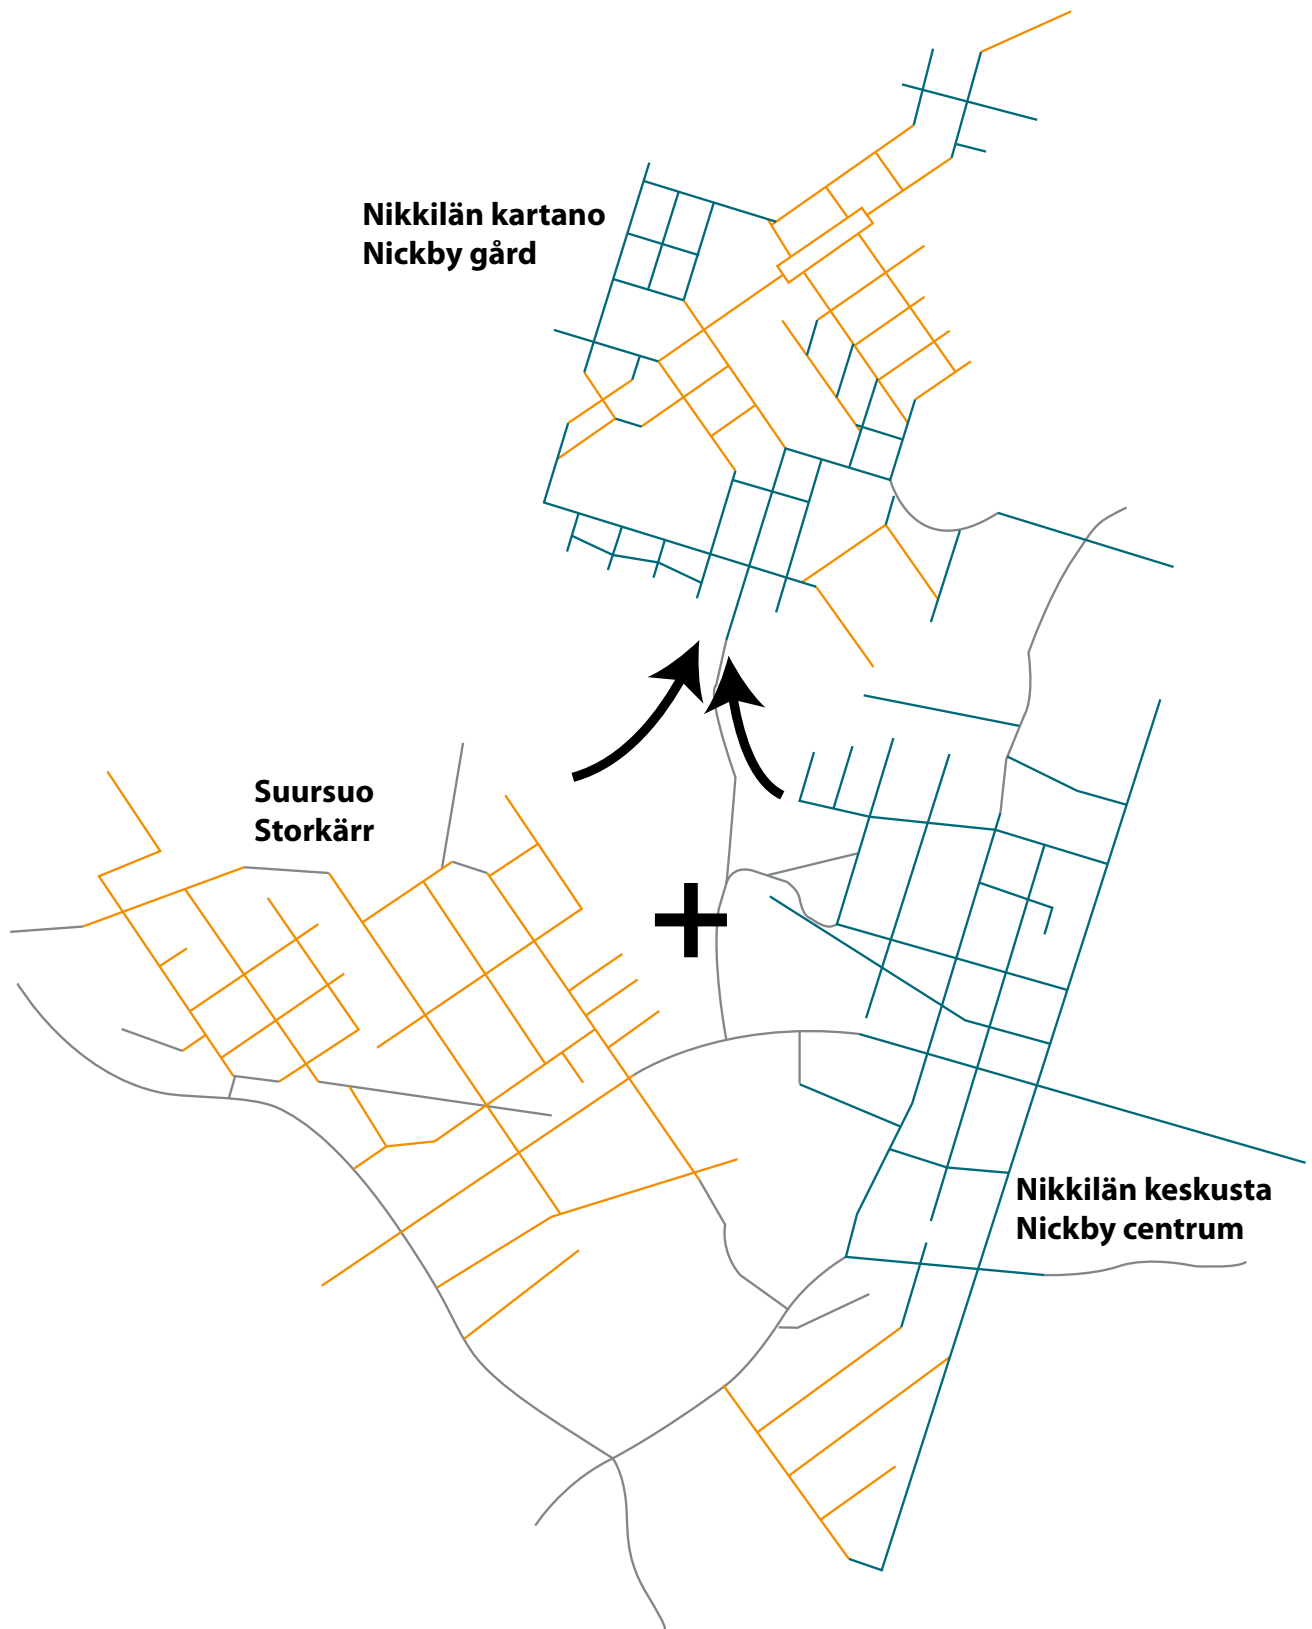 Nikkilän kartano
Nickby gård
Suursuo
Storkärr
Nikkilän keskusta
Nickby centrum